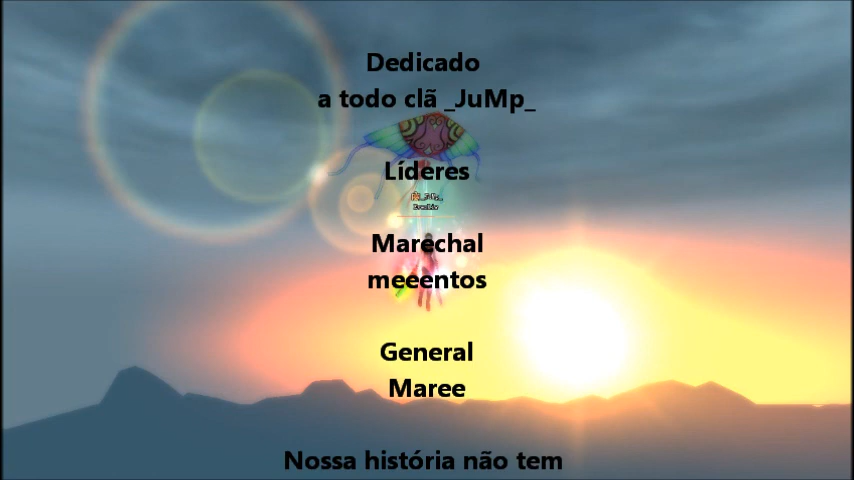 Dedicado
a todo clã _JuMp_
Líderes
Marechal
meeentos
General
Maree
Nossa história não tem